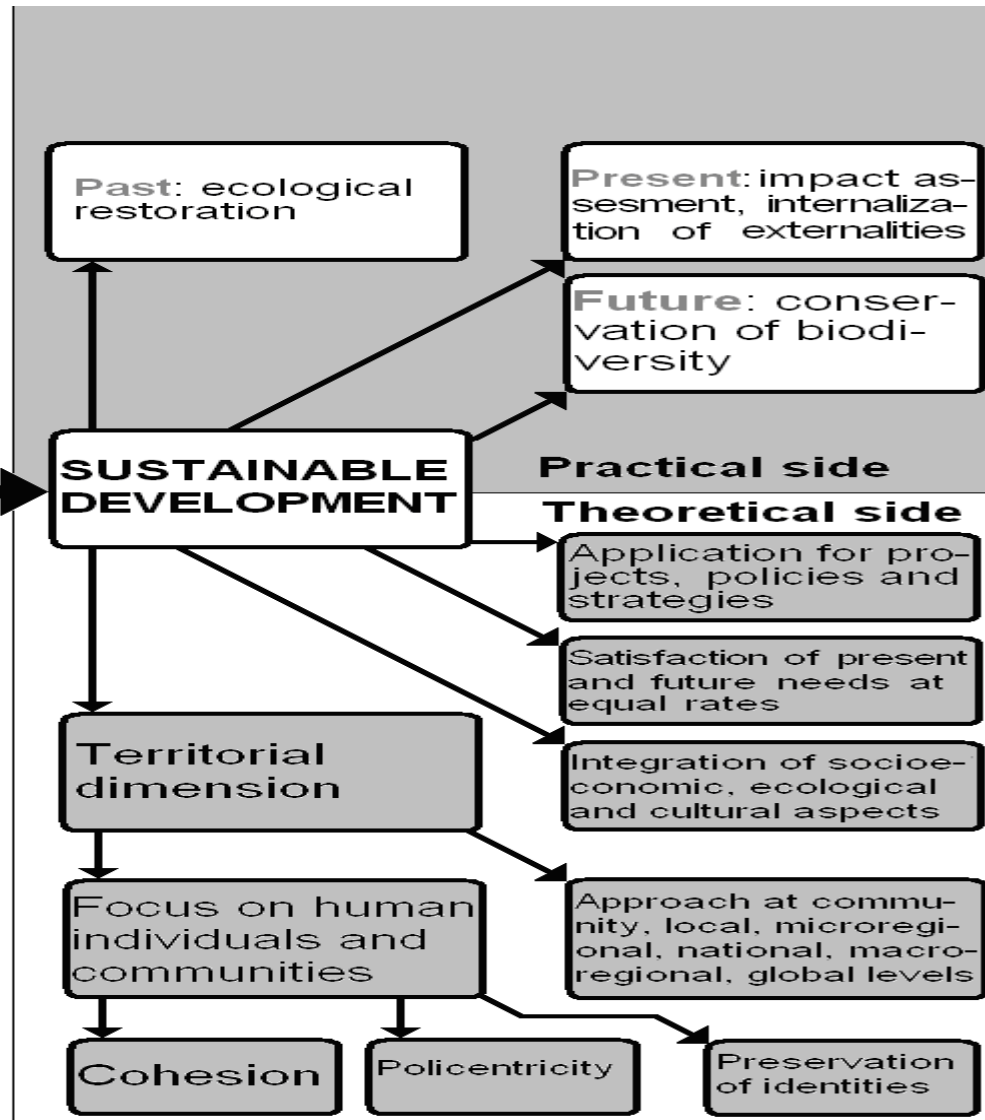 Past: ecological
restoration
Present: impact as-
sesment, internaliza-
tion of externalities
Future: conser-
vation of biodi-
versity
SUSTAINABLE
DEVELOPMENT
Practical side
Theoretical side
Application for pro-
jects, policies and
strategies
Satisfaction of present
and future needs at
equal rates
Territorial
dimension
Integration of socioe-
conomic, ecological
and cultural aspects
Focus on human
individuals and
communities
Approach at commu-
nity, local, microregi-
onal, national, macro-
regional, global levels
Cohesion
Policentricity
Preservation
of identities